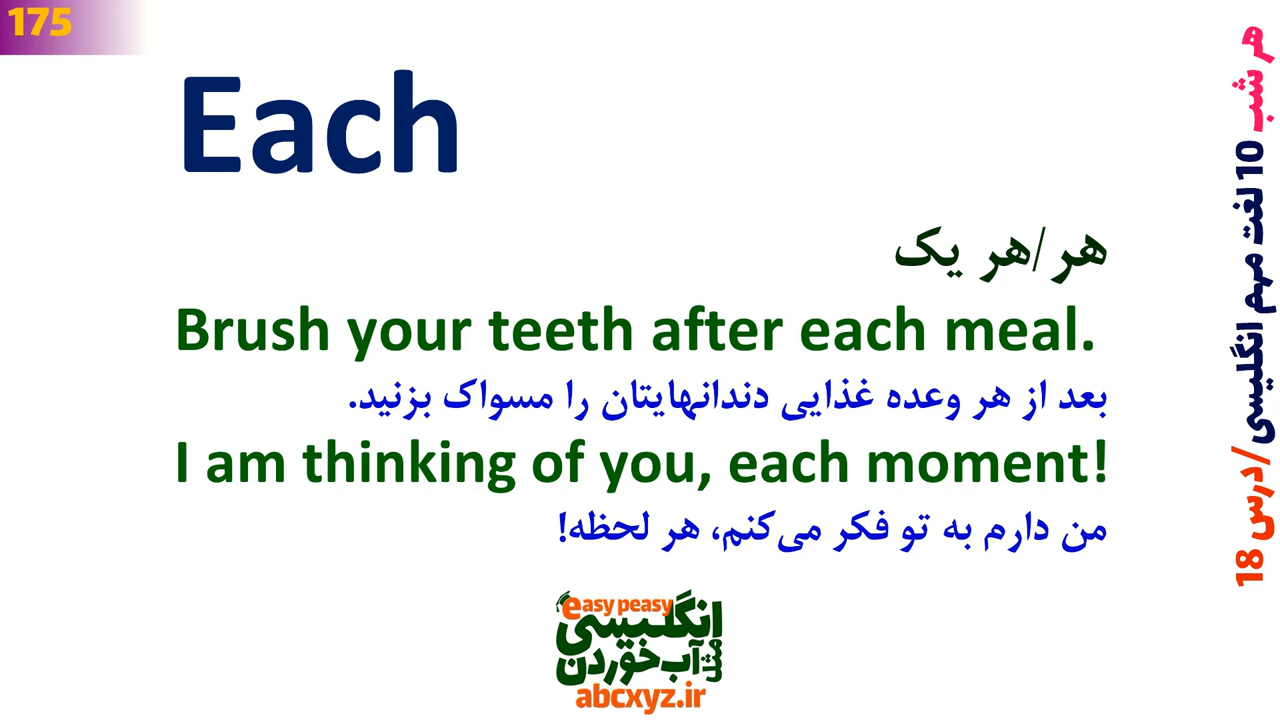 175
Each
هر/هر یک
Brush your teeth after each meal.
بعد از هر وعده غذایی دندانهایتان را مسواک بزنید.
I am thinking of you, each moment!
من دارم به تو فکر می‌کنم، هر لحظه!
هر شب 10 لغت مهم انگلیسی/درس 18
easy peasy
انگلیسی
مثل آب خوردن
abcxyz.ir